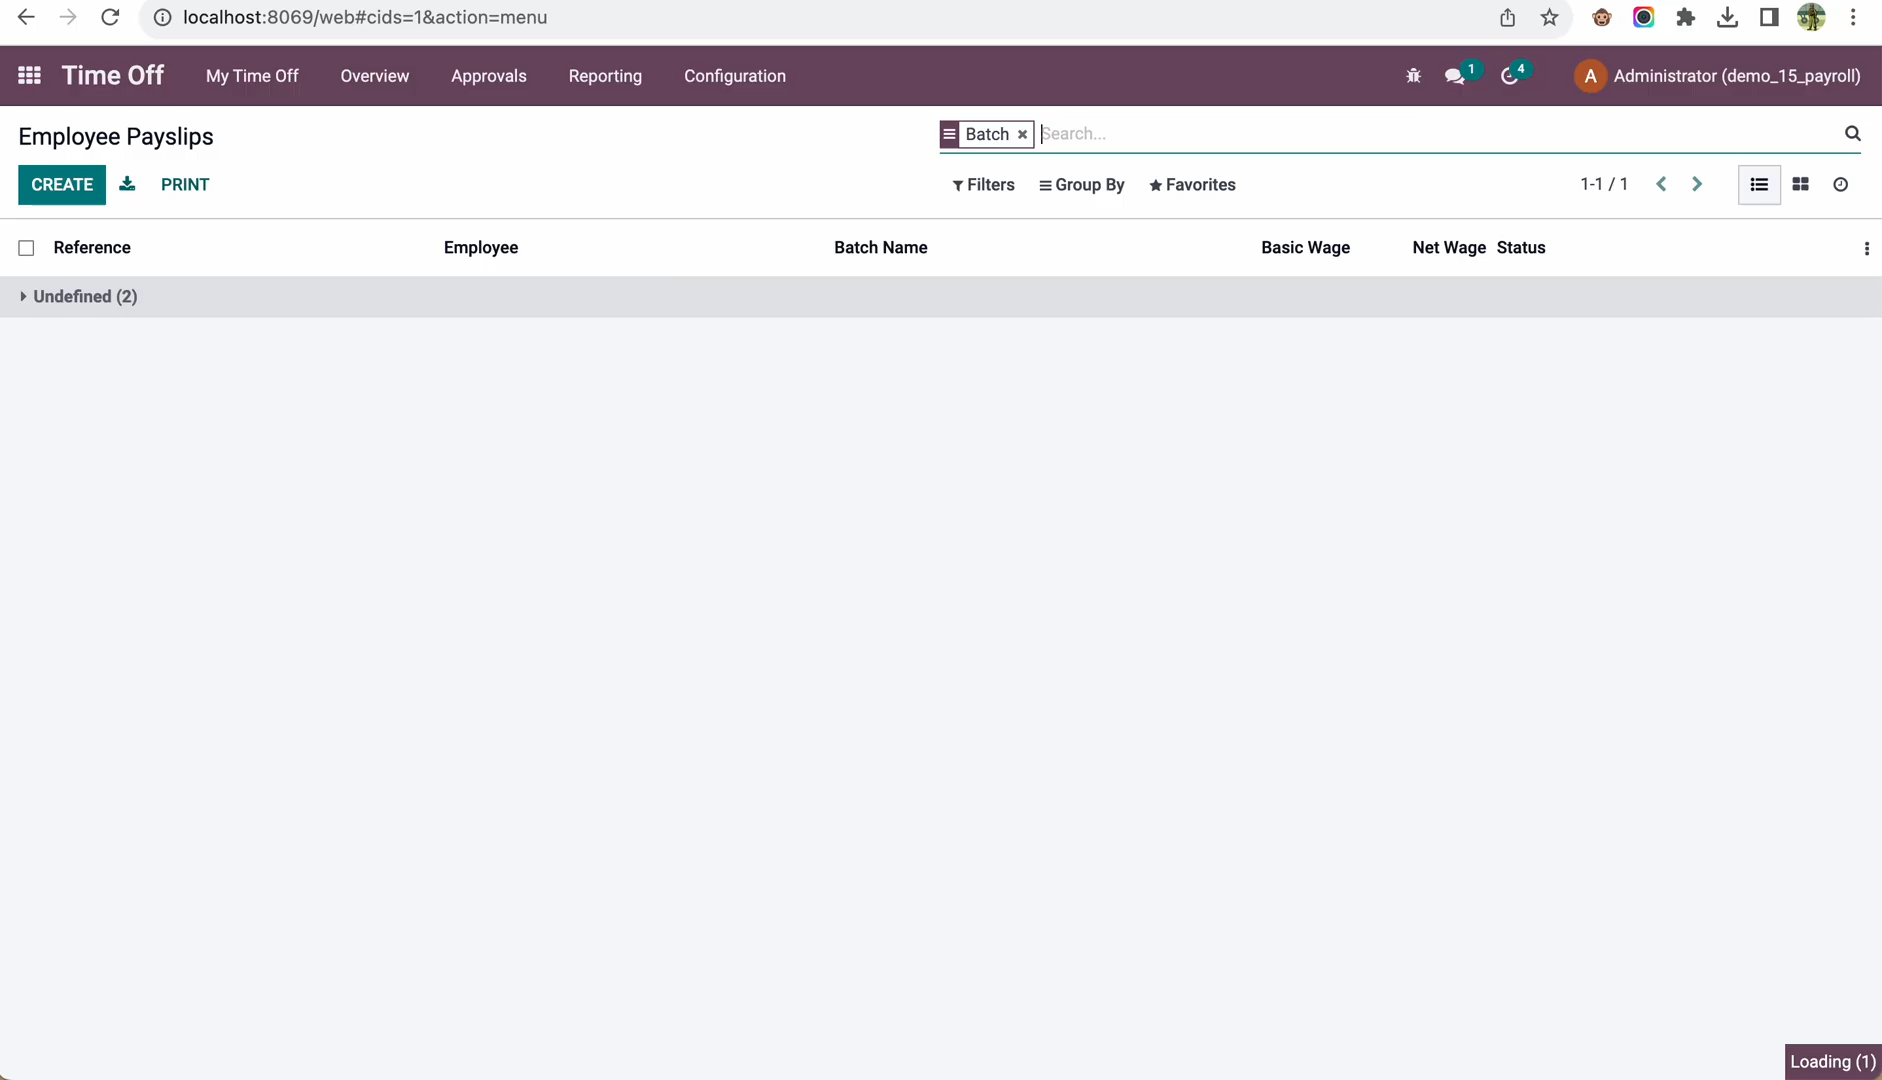 localhost:8069/web#cids=1&action=menu
Time Off My Time Off Overview Approvals Reporting Configuration 1 4 A Administrator (demo_15_payroll)
Employee Payslips Batch Search...
CREATE PRINT Filters Group By Favorites 1-1 / 1
Reference Employee Batch Name Basic Wage Net Wage Status
Undefined (2)
Loading (1)